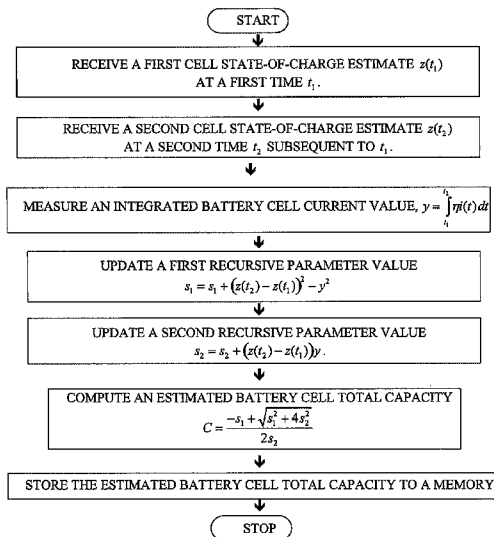 START
RECEIVE A FIRST CELL STATE-OF-CHARGE ESTIMATE z(t₁)
AT A FIRST TIME t₁.
RECEIVE A SECOND CELL STATE-OF-CHARGE ESTIMATE z(t₂)
AT A SECOND TIME t₂ SUBSEQUENT TO t₁.
MEASURE AN INTEGRATED BATTERY CELL CURRENT VALUE, y = ∫_{t₁}^{t₂} ηi(t) dt
UPDATE A FIRST RECURSIVE PARAMETER VALUE
s₁ = s₁ + (z(t₂) − z(t₁))² − y²
UPDATE A SECOND RECURSIVE PARAMETER VALUE
s₂ = s₂ + (z(t₂) − z(t₁))y.
COMPUTE AN ESTIMATED BATTERY CELL TOTAL CAPACITY
C = (−s₁ + √(s₁² + 4s₂²)) / 2s₂
STORE THE ESTIMATED BATTERY CELL TOTAL CAPACITY TO A MEMORY
STOP